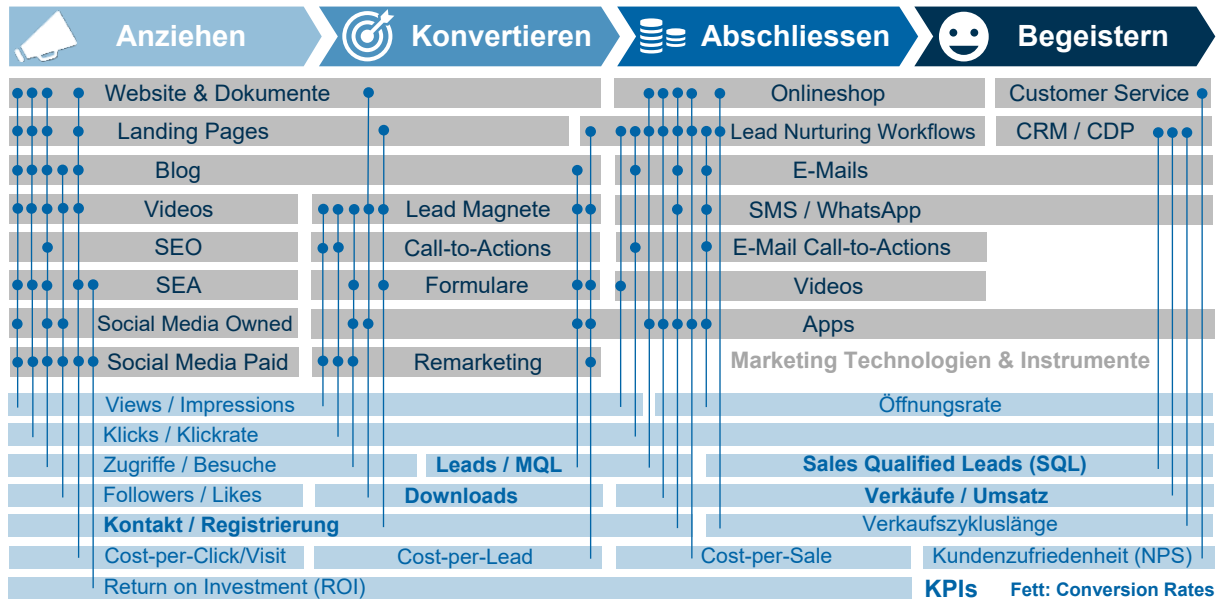 Anziehen Konvertieren Abschliessen Begeistern
Website & Dokumente Onlineshop Customer Service
Landing Pages Lead Nurturing Workflows CRM / CDP
Blog E-Mails
Videos Lead Magnete SMS / WhatsApp
SEO Call-to-Actions E-Mail Call-to-Actions
SEA Formulare Videos
Social Media Owned Apps
Social Media Paid Remarketing Marketing Technologien & Instrumente
Views / Impressions Öffnungsrate
Klicks / Klickrate
Zugriffe / Besuche Leads / MQL Sales Qualified Leads (SQL)
Followers / Likes Downloads Verkäufe / Umsatz
Kontakt / Registrierung Verkaufszykluslänge
Cost-per-Click/Visit Cost-per-Lead Cost-per-Sale Kundenzufriedenheit (NPS)
Return on Investment (ROI) KPIs Fett: Conversion Rates